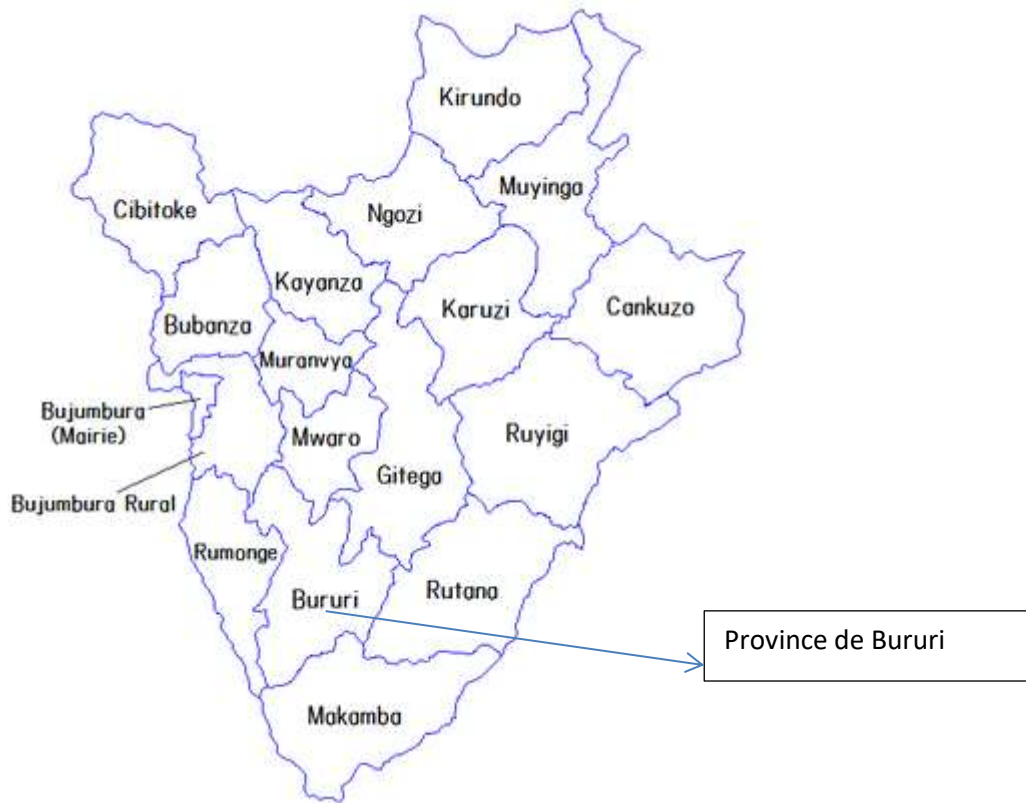 Kirundo
Muyinga
Cibitoke
Ngozi
Kayanza
Karuzi
Cankuzo
Bubanza
Muranvya
Bujumbura
(Mairie)
Mwaro
Ruyigi
Gitega
Bujumbura Rural
Rumonge
Bururi
Rutana
Province de Bururi
Makamba